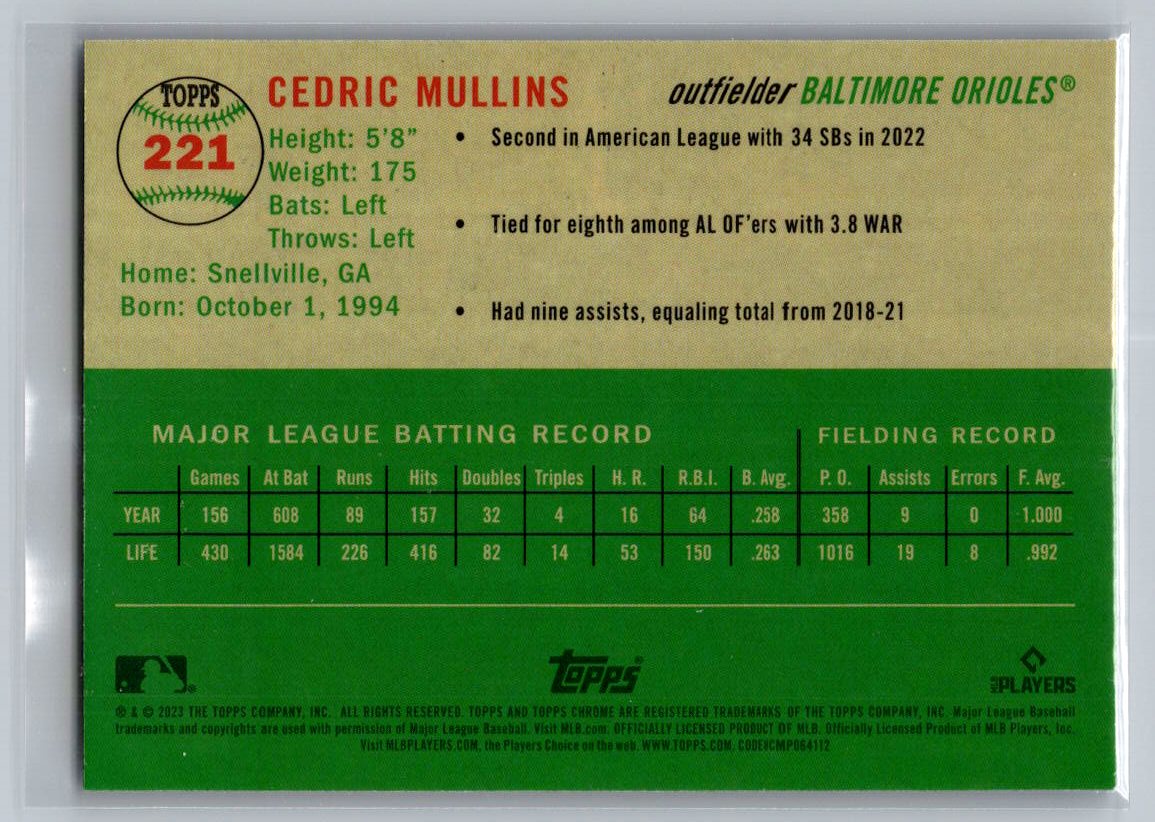 TOPPS
221
CEDRIC MULLINS
outfielder BALTIMORE ORIOLES®
Height: 5'8"
Weight: 175
Bats: Left
Throws: Left
Home: Snellville, GA
Born: October 1, 1994
• Second in American League with 34 SBs in 2022
• Tied for eighth among AL OF'ers with 3.8 WAR
• Had nine assists, equaling total from 2018-21
MAJOR LEAGUE BATTING RECORD FIELDING RECORD
Games At Bat Runs Hits Doubles Triples H. R. R.B.I. B. Avg. P. O. Assists Errors F. Avg.
YEAR 156 608 89 157 32 4 16 64 .258 358 9 0 1.000
LIFE 430 1584 226 416 82 14 53 150 .263 1016 19 8 .992
Topps®
MLB PLAYERS
® & © 2023 THE TOPPS COMPANY, INC. ALL RIGHTS RESERVED. TOPPS AND TOPPS CHROME ARE REGISTERED TRADEMARKS OF THE TOPPS COMPANY, INC. Major League Baseball
trademarks and copyrights are used with permission of Major League Baseball. Visit MLB.com. OFFICIALLY LICENSED PRODUCT OF MLB. Officially Licensed Product of MLB Players, Inc.
Visit MLBPLAYERS.COM, the Players Choice on the web. WWW.TOPPS.COM. CODE#CMP064112